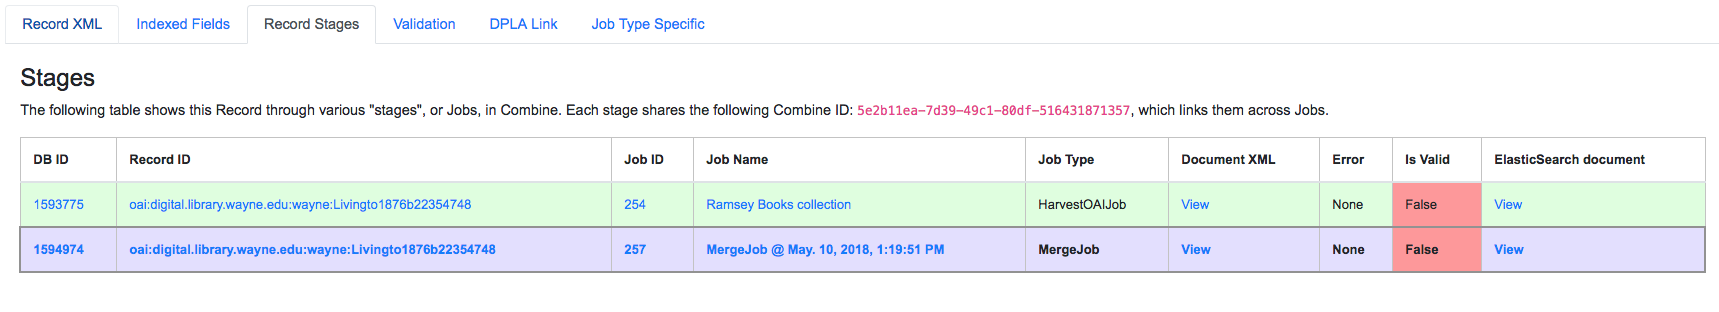 Record XML Indexed Fields Record Stages Validation DPLA Link Job Type Specific
Stages
The following table shows this Record through various "stages", or Jobs, in Combine. Each stage shares the following Combine ID: 5e2b11ea-7d39-49c1-80df-516431871357, which links them across Jobs.
DB ID Record ID Job ID Job Name Job Type Document XML Error Is Valid ElasticSearch document
1593775 oai:digital.library.wayne.edu:wayne:Livingto1876b22354748 254 Ramsey Books collection HarvestOAIJob View None False View
1594974 oai:digital.library.wayne.edu:wayne:Livingto1876b22354748 257 MergeJob @ May. 10, 2018, 1:19:51 PM MergeJob View None False View